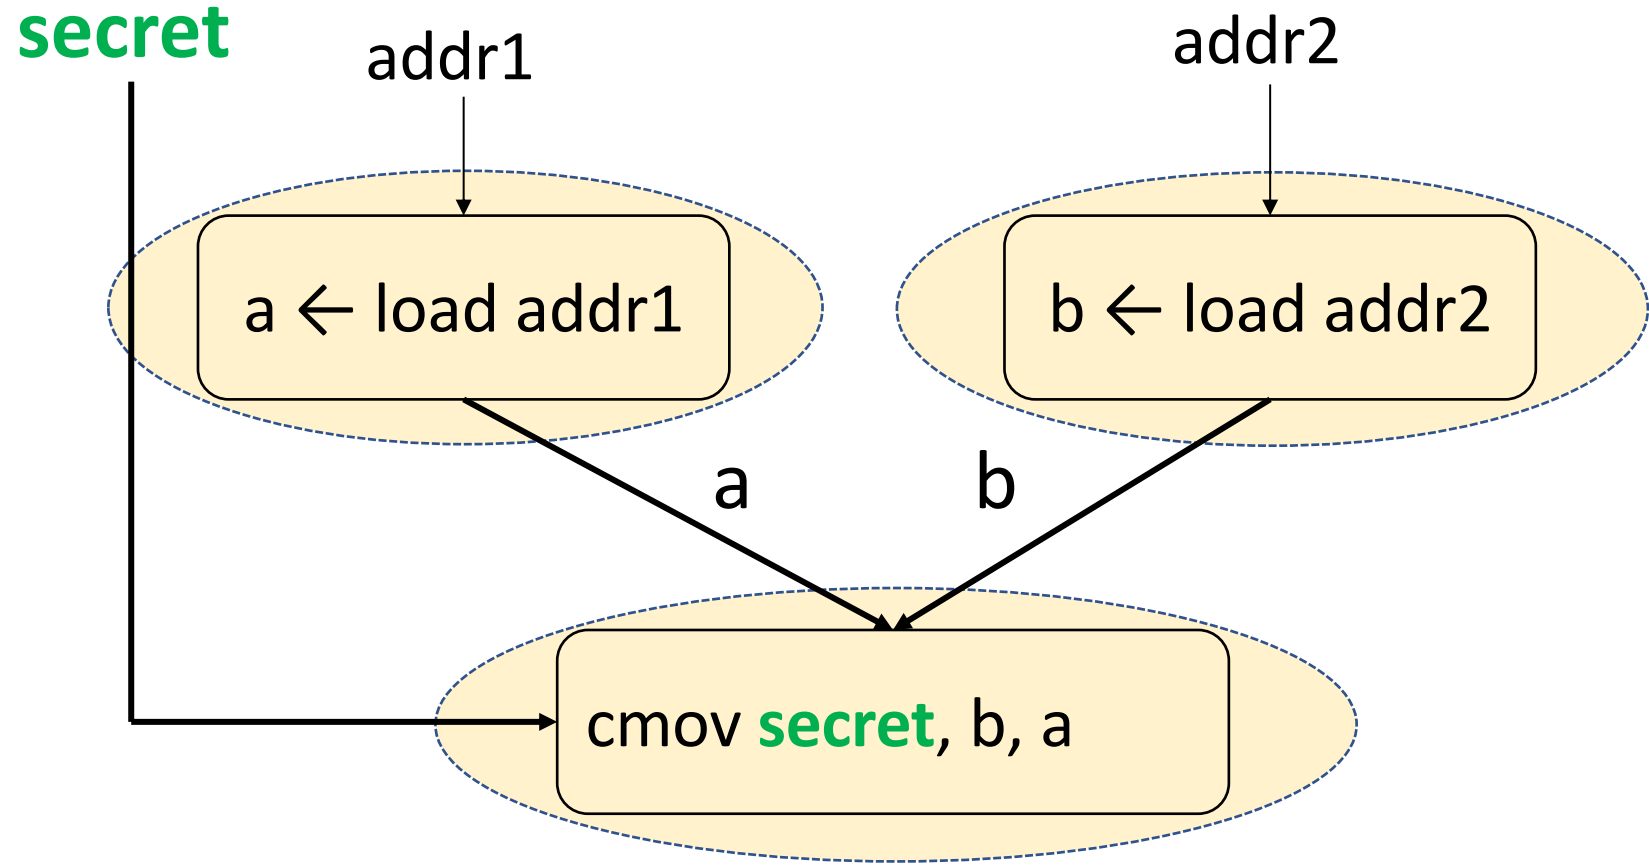 secret
addr1
addr2
a ← load addr1
b ← load addr2
a
b
cmov secret, b, a